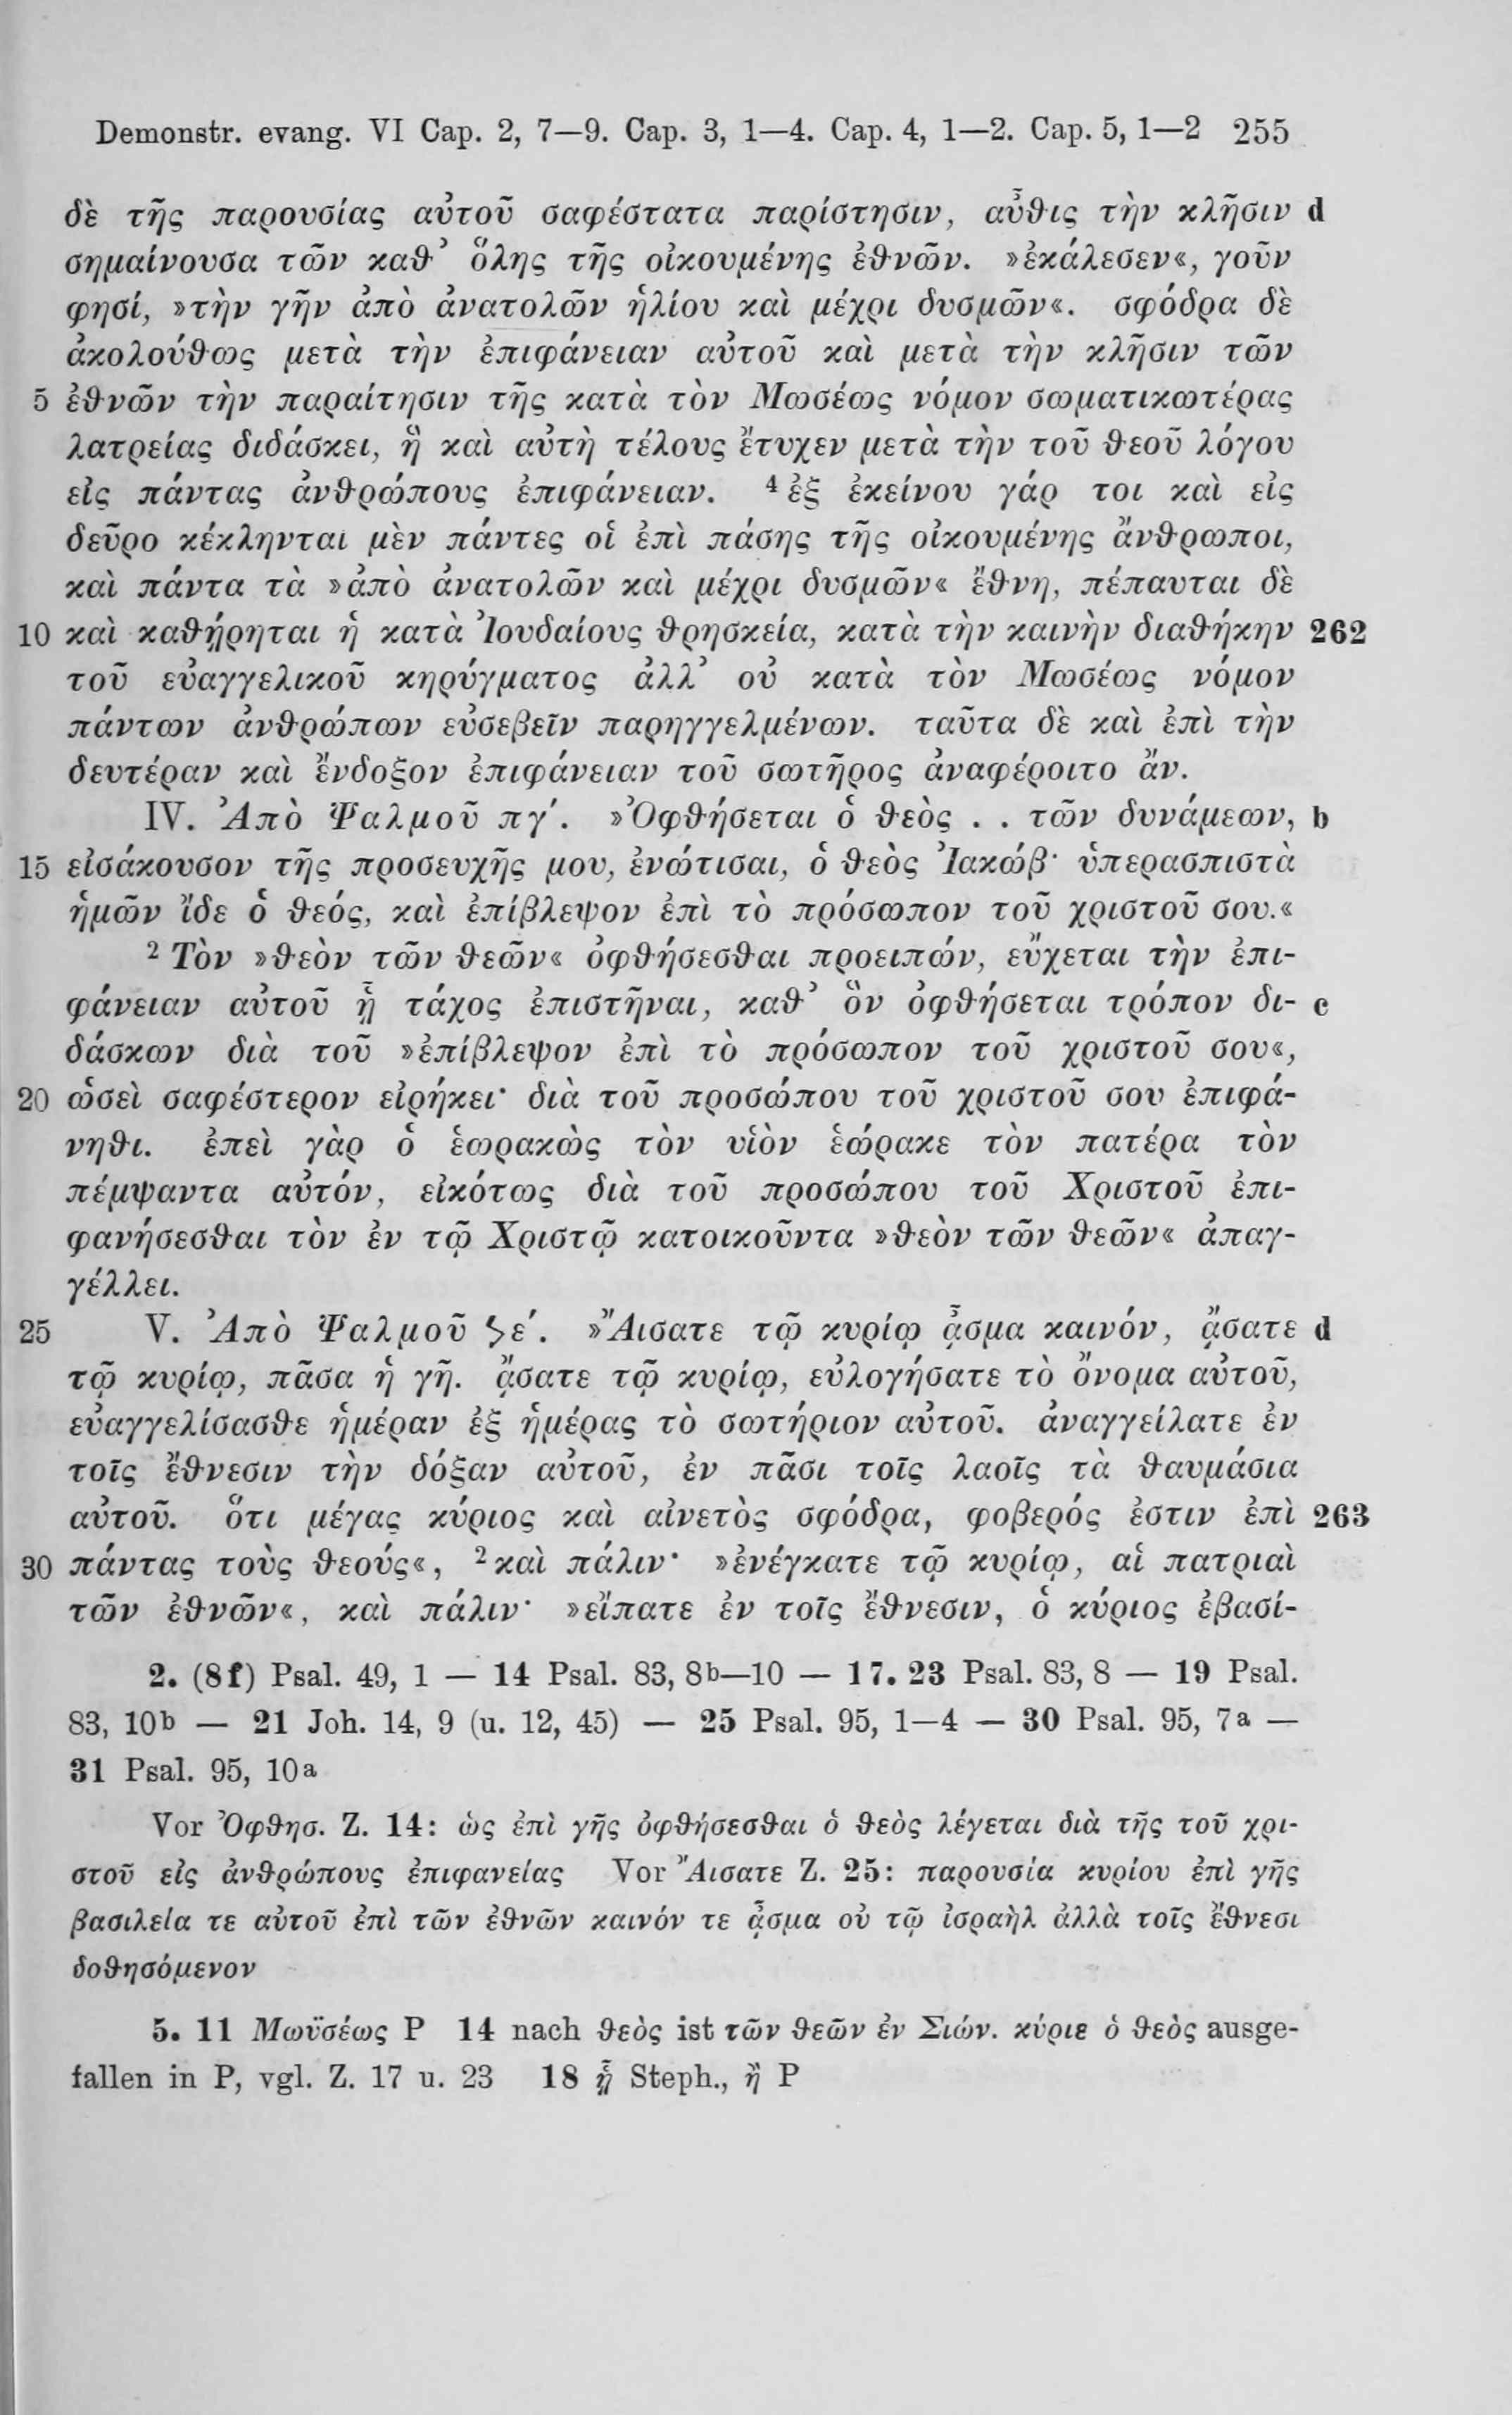 Demonstr. evang. VI Cap. 2, 7—9. Cap. 3, 1—4. Cap. 4, 1—2. Cap. 5, 1—2 255
δὲ τῆς παρουσίας αὐτοῦ σαφέστατα παρίστησιν, αὖθις τὴν κλῆσιν d
σημαίνουσα τῶν καθ’ ὅλης τῆς οἰκουμένης ἐθνῶν. »ἐκάλεσεν«, γοῦν
φησί, »τὴν γῆν ἀπὸ ἀνατολῶν ἡλίου καὶ μέχρι δυσμῶν«. σφόδρα δὲ
ἀκολούθως μετὰ τὴν ἐπιφάνειαν αὐτοῦ καὶ μετὰ τὴν κλῆσιν τῶν
5 ἐθνῶν τὴν παραίτησιν τῆς κατὰ τὸν Μωσέως νόμον σωματικωτέρας
λατρείας διδάσκει, ἣ καὶ αὐτὴ τέλους ἔτυχεν μετὰ τὴν τοῦ θεοῦ λόγου
εἰς πάντας ἀνθρώπους ἐπιφάνειαν. ⁴ ἐξ ἐκείνου γάρ τοι καὶ εἰς
δεῦρο κέκληνται μὲν πάντες οἱ ἐπὶ πάσης τῆς οἰκουμένης ἄνθρωποι,
καὶ πάντα τὰ »ἀπὸ ἀνατολῶν καὶ μέχρι δυσμῶν« ἔθνη, πέπαυται δὲ
10 καὶ καθῄρηται ἡ κατὰ Ἰουδαίους θρησκεία, κατὰ τὴν καινὴν διαθήκην 262
τοῦ εὐαγγελικοῦ κηρύγματος ἀλλ’ οὐ κατὰ τὸν Μωσέως νόμον
πάντων ἀνθρώπων εὐσεβεῖν παρηγγελμένων. ταῦτα δὲ καὶ ἐπὶ τὴν
δευτέραν καὶ ἔνδοξον ἐπιφάνειαν τοῦ σωτῆρος ἀναφέροιτο ἄν.
IV. Ἀπὸ Ψαλμοῦ πγ΄. »Ὀφθήσεται ὁ θεὸς . . τῶν δυνάμεων, b
15 εἰσάκουσον τῆς προσευχῆς μου, ἐνώτισαι, ὁ θεὸς Ἰακώβ· ὑπερασπιστὰ
ἡμῶν ἴδε ὁ θεός, καὶ ἐπίβλεψον ἐπὶ τὸ πρόσωπον τοῦ χριστοῦ σου.«
² Τὸν »θεὸν τῶν θεῶν« ὀφθήσεσθαι προειπών, εὔχεται τὴν ἐπι-
φάνειαν αὐτοῦ ᾗ τάχος ἐπιστῆναι, καθ’ ὃν ὀφθήσεται τρόπον δι- c
δάσκων διὰ τοῦ »ἐπίβλεψον ἐπὶ τὸ πρόσωπον τοῦ χριστοῦ σου«,
20 ὡσεὶ σαφέστερον εἰρήκει· διὰ τοῦ προσώπου τοῦ χριστοῦ σου ἐπιφά-
νηθι. ἐπεὶ γὰρ ὁ ἑωρακὼς τὸν υἱὸν ἑώρακε τὸν πατέρα τὸν
πέμψαντα αὐτόν, εἰκότως διὰ τοῦ προσώπου τοῦ Χριστοῦ ἐπι-
φανήσεσθαι τὸν ἐν τῷ Χριστῷ κατοικοῦντα »θεὸν τῶν θεῶν« ἀπαγ-
γέλλει.
25 V. Ἀπὸ Ψαλμοῦ Ϟε΄. »Ἄισατε τῷ κυρίῳ ᾆσμα καινόν, ᾄσατε d
τῷ κυρίῳ, πᾶσα ἡ γῆ. ᾄσατε τῷ κυρίῳ, εὐλογήσατε τὸ ὄνομα αὐτοῦ,
εὐαγγελίσασθε ἡμέραν ἐξ ἡμέρας τὸ σωτήριον αὐτοῦ. ἀναγγείλατε ἐν
τοῖς ἔθνεσιν τὴν δόξαν αὐτοῦ, ἐν πᾶσι τοῖς λαοῖς τὰ θαυμάσια
αὐτοῦ. ὅτι μέγας κύριος καὶ αἰνετὸς σφόδρα, φοβερός ἐστιν ἐπὶ 263
30 πάντας τοὺς θεούς«, ² καὶ πάλιν· »ἐνέγκατε τῷ κυρίῳ, αἱ πατριαὶ
τῶν ἐθνῶν«, καὶ πάλιν· »εἴπατε ἐν τοῖς ἔθνεσιν, ὁ κύριος ἐβασί-
2. (8f) Psal. 49, 1 — 14 Psal. 83, 8b—10 — 17. 23 Psal. 83, 8 — 19 Psal.
83, 10b — 21 Joh. 14, 9 (u. 12, 45) — 25 Psal. 95, 1—4 — 30 Psal. 95, 7a —
31 Psal. 95, 10a
Vor Ὀφθησ. Z. 14: ὡς ἐπὶ γῆς ὀφθήσεσθαι ὁ θεὸς λέγεται διὰ τῆς τοῦ χρι-
στοῦ εἰς ἀνθρώπους ἐπιφανείας Vor Ἄισατε Z. 25: παρουσία κυρίου ἐπὶ γῆς
βασιλεία τε αὐτοῦ ἐπὶ τῶν ἐθνῶν καινόν τε ᾆσμα οὐ τῷ ἰσραὴλ ἀλλὰ τοῖς ἔθνεσι
δοθησόμενον
5. 11 Μωϋσέως P 14 nach θεὸς ist τῶν θεῶν ἐν Σιών. κύριε ὁ θεὸς ausge-
fallen in P, vgl. Z. 17 u. 23 18 ᾗ Steph., ἢ P